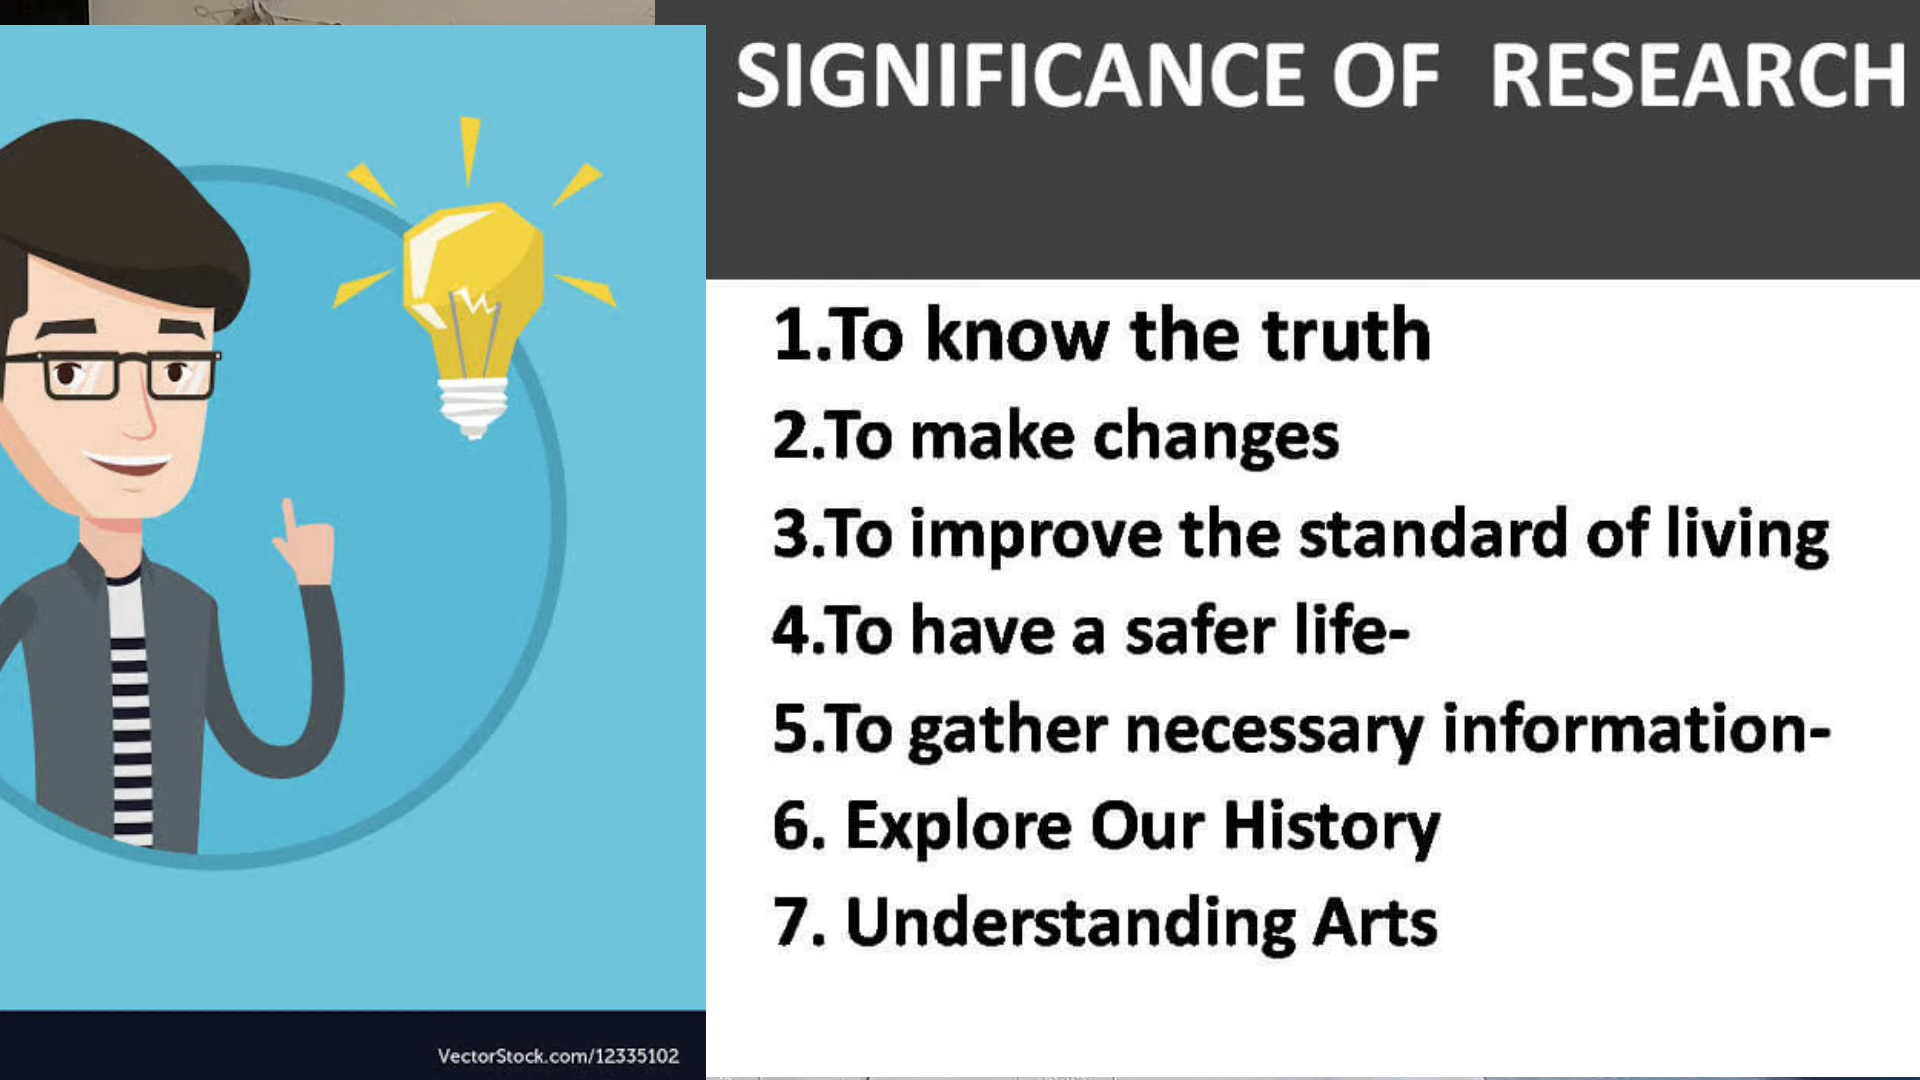 SIGNIFICANCE OF RESEARCH
1.To know the truth
2.To make changes
3.To improve the standard of living
4.To have a safer life-
5.To gather necessary information-
6. Explore Our History
7. Understanding Arts
VectorStock.com/12335102